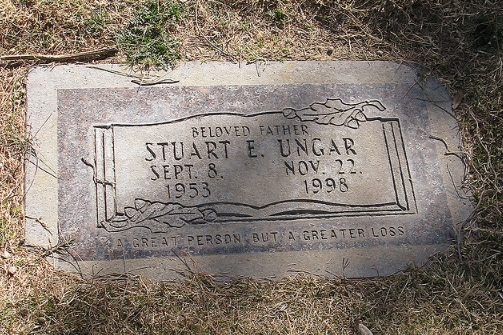 BELOVED FATHER
STUART E. UNGAR
SEPT. 8. NOV. 22.
1953 1998
A GREAT PERSON, BUT A GREATER LOSS